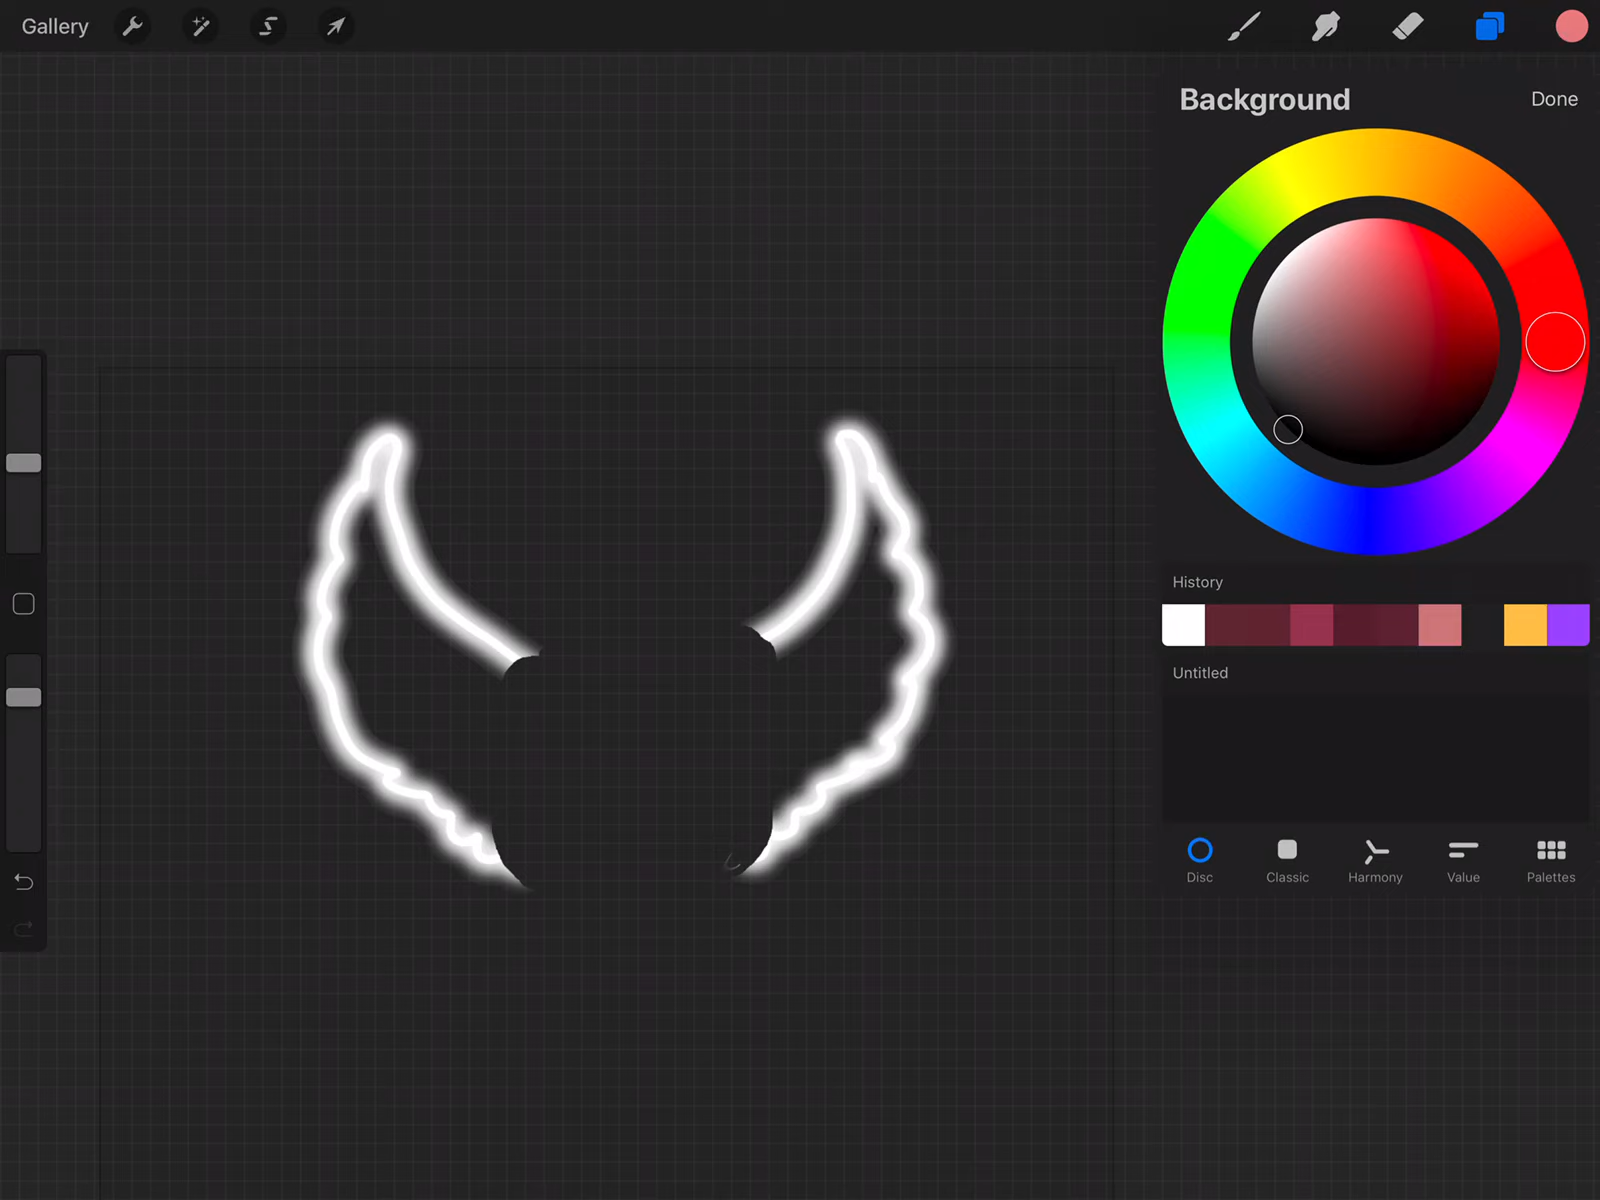 Gallery
Background
Done
History
Untitled
Disc
Classic
Harmony
Value
Palettes